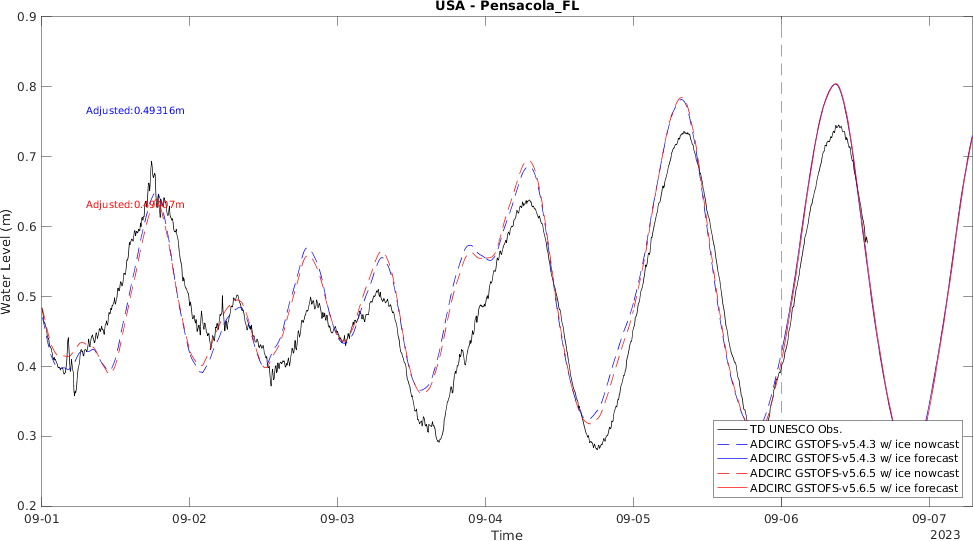 USA - Pensacola_FL
0.9
0.8
0.7
0.6
0.5
0.4
0.3
0.2
Water Level (m)
Adjusted:0.49316m
TD UNESCO Obs.
ADCIRC GSTOFS-v5.4.3 w/ ice nowcast
ADCIRC GSTOFS-v5.4.3 w/ ice forecast
ADCIRC GSTOFS-v5.6.5 w/ ice nowcast
ADCIRC GSTOFS-v5.6.5 w/ ice forecast
09-01 09-02 09-03 09-04 09-05 09-06 09-07
Time
2023